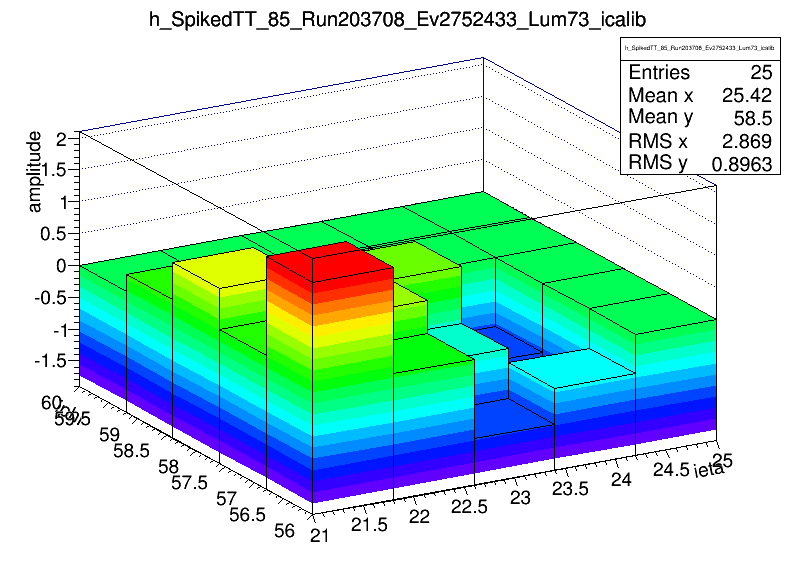 h_SpikedTT_85_Run203708_Ev2752433_Lum73_icalib
h_SpikedTT_85_Run203708_Ev2752433_Lum73_icalib
Entries 25
Mean x 25.42
Mean y 58.5
RMS x 2.869
RMS y 0.8963
amplitude
2
1.5
1
0.5
0
-0.5
-1
-1.5
60
59.5
59
58.5
58
57.5
57
56.5
56
21
21.5
22
22.5
23
23.5
24
24.5
25
ieta